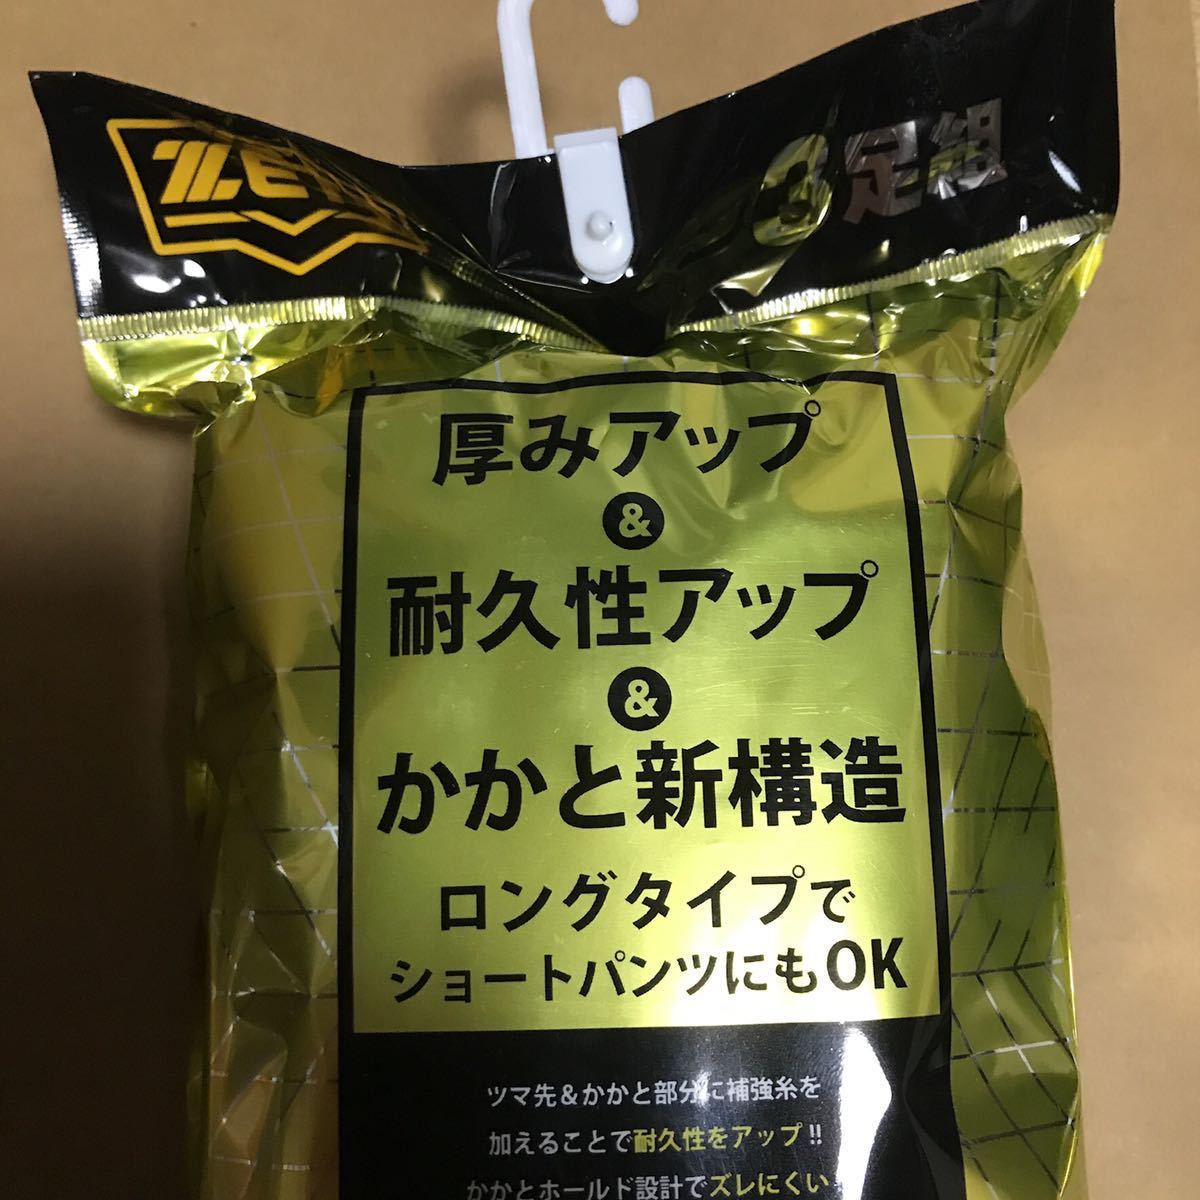 3足組
厚みアップ
&
耐久性アップ
&
かかと新構造
ロングタイプで
ショートパンツにもOK
ツマ先&かかと部分に補強糸を
加えることで耐久性をアップ!!
かかとホールド設計でズレにくい